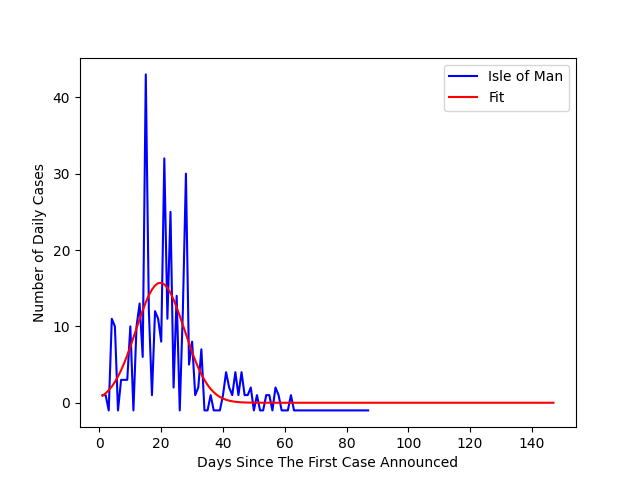 Isle of Man
Fit
40
30
20
10
0
Number of Daily Cases
0 20 40 60 80 100 120 140
Days Since The First Case Announced